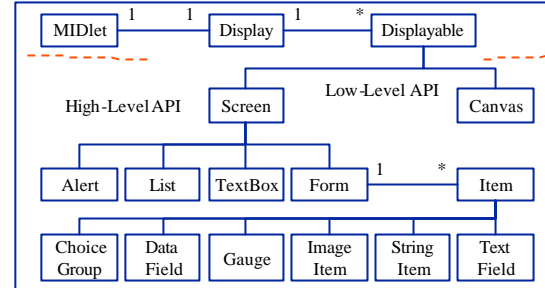 MIDlet 1 1 Display 1 * Displayable
High-Level API Screen Low-Level API Canvas
Alert List TextBox Form 1 * Item
Choice Data Gauge Image String Text
Group Field Item Item Field